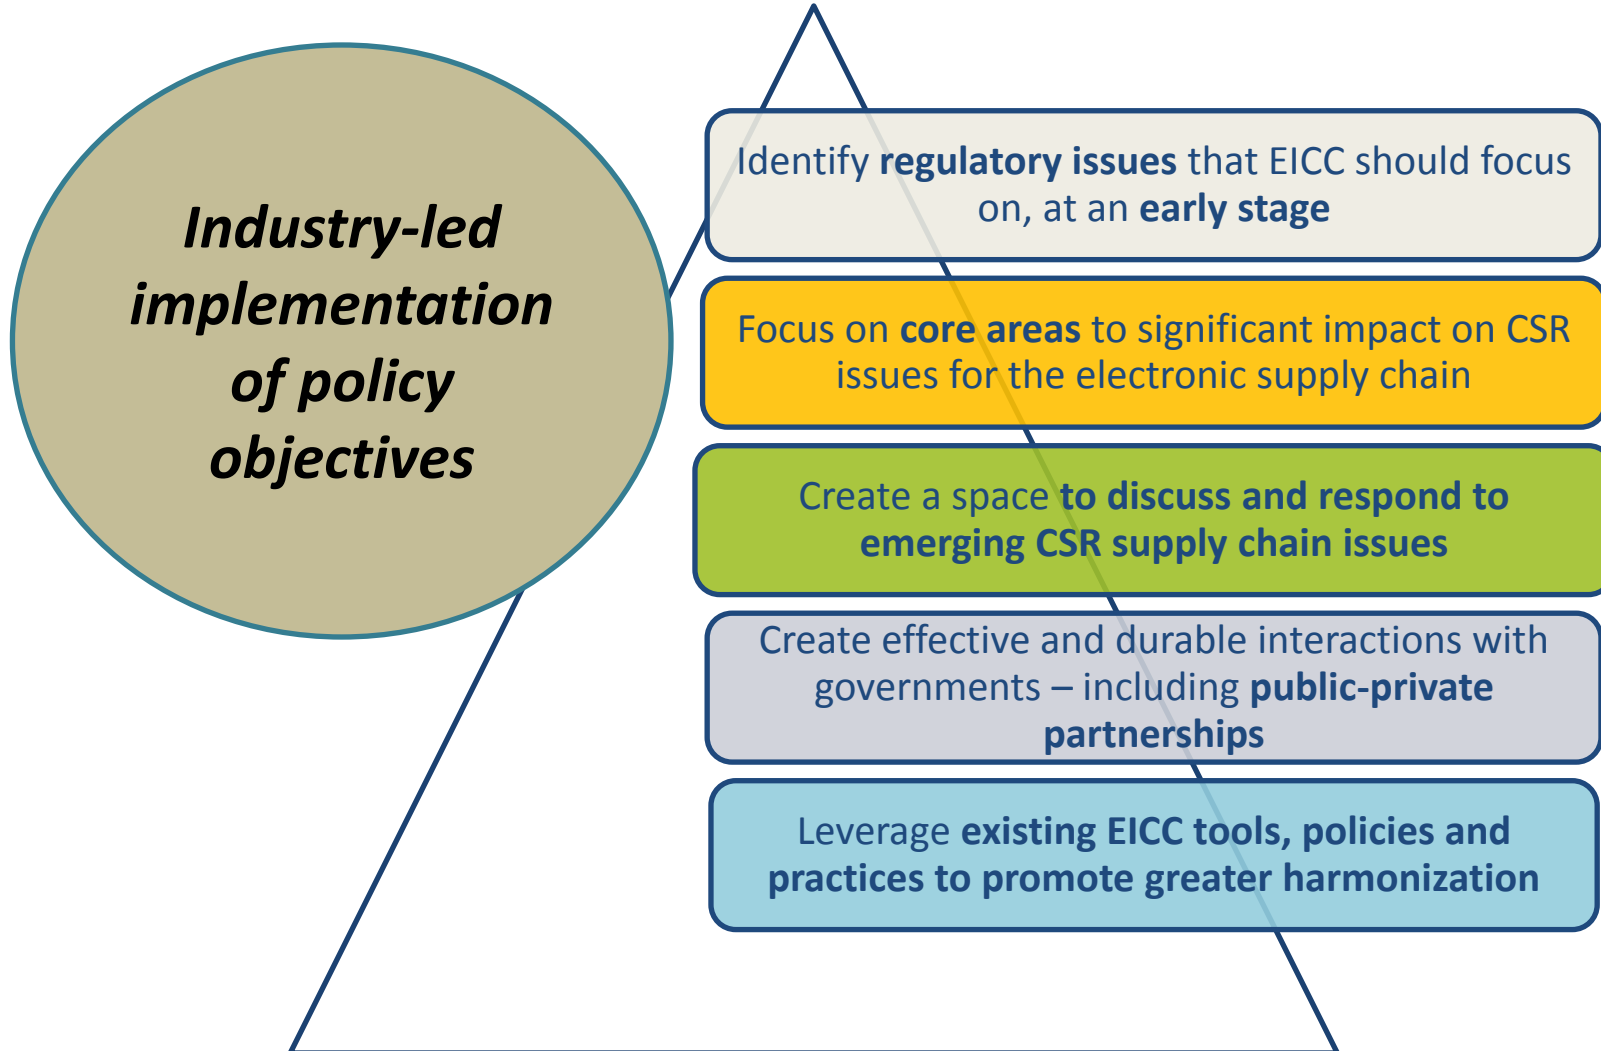 Industry-led
implementation
of policy
objectives
Identify regulatory issues that EICC should focus
on, at an early stage
Focus on core areas to significant impact on CSR
issues for the electronic supply chain
Create a space to discuss and respond to
emerging CSR supply chain issues
Create effective and durable interactions with
governments – including public-private
partnerships
Leverage existing EICC tools, policies and
practices to promote greater harmonization